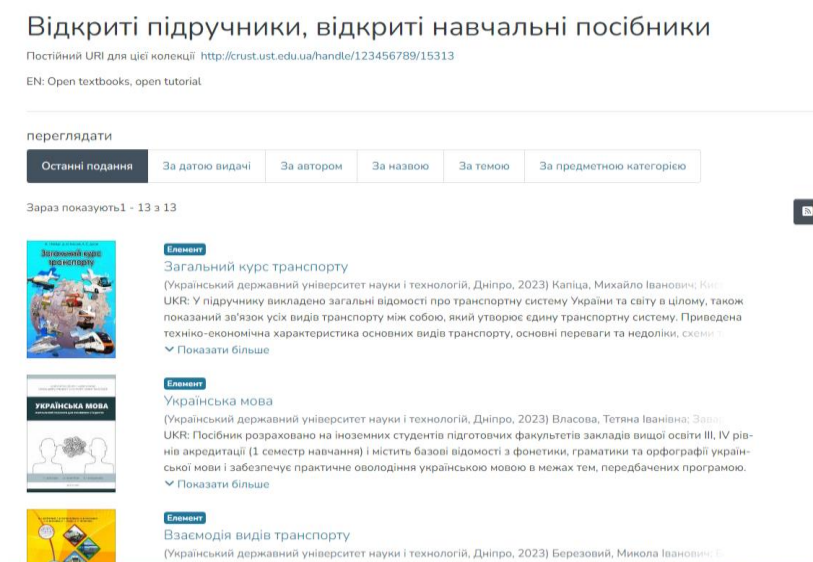 Відкриті підручники, відкриті навчальні посібники
Постійний URI для цієї колекції http://crust.ust.edu.ua/handle/123456789/15313
EN: Open textbooks, open tutorial
переглядати
Останні подання За датою видачі За автором За назвою За темою За предметною категорією
Зараз показують1 - 13 з 13
Загальний курс
транспорту
Елемент
Загальний курс транспорту
(Український державний університет науки і технологій, Дніпро, 2023) Капіца, Михайло Іванович;
UKR: У підручнику викладено загальні відомості про транспортну систему України та світу в цілому, також
показаний зв'язок усіх видів транспорту між собою, який утворює єдину транспортну систему. Приведена
техніко-економічна характеристика основних видів транспорту, основні переваги та недоліки, схеми
Показати більше
УКРАЇНСЬКА МОВА
Елемент
Українська мова
(Український державний університет науки і технологій, Дніпро, 2023) Власова, Тетяна Іванівна;
UKR: Посібник розраховано на іноземних студентів підготовчих факультетів закладів вищої освіти III, IV рів-
нів акредитації (1 семестр навчання) і містить базові відомості з фонетики, граматики та орфографії україн-
ської мови і забезпечує практичне оволодіння українською мовою в межах тем, передбачених програмою.
Показати більше
Елемент
Взаємодія видів транспорту
(Український державний університет науки і технологій, Дніпро, 2023) Березовий, Микола Іванович;